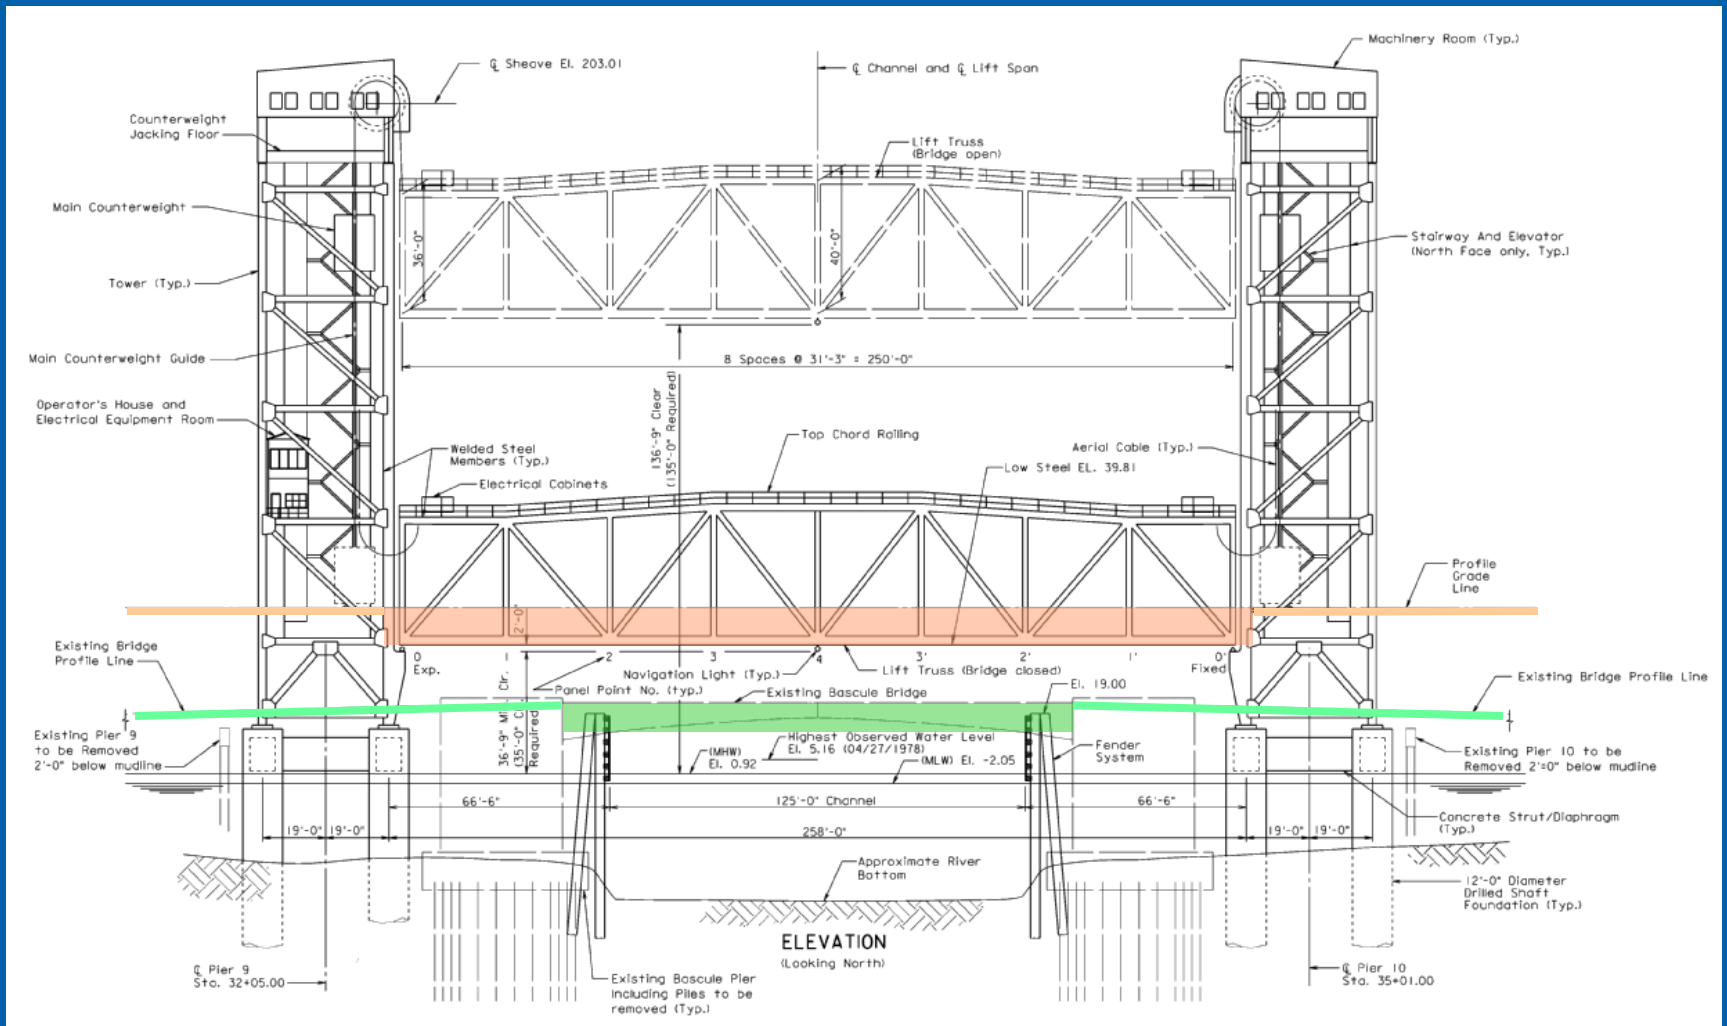 Machinery Room (Typ.)
℄ Sheave El. 203.01
℄ Channel and ℄ Lift Span
Counterweight
Jacking Floor
Lift Truss
(Bridge open)
Main Counterweight
36'-0"
40'-0"
Stairway And Elevator
(North Face only, Typ.)
Tower (Typ.)
Main Counterweight Guide
8 Spaces @ 31'-3" = 250'-0"
136'-9" Clear
(135'-0" Required)
Operator's House and
Electrical Equipment Room
Top Chord Railing
Welded Steel
Members (Typ.)
Aerial Cable (Typ.)
Low Steel EL. 39.81
Electrical Cabinets
Profile
Grade
Line
2'-0"
Existing Bridge
Profile Line
0 1 2 3 4 3' 2' 1' 0'
Exp.
Fixed
Navigation Light (Typ.)
Lift Truss (Bridge closed)
Panel Point No. (typ.)
Existing Bascule Bridge
El. 19.00
Existing Bridge Profile Line
36'-9" Clr.
(35'-0"
Required)
Existing Pier 9
to be Removed
2'-0" below mudline
Highest Observed Water Level
El. 5.16 (04/27/1978)
(MHW)
El. 0.92
(MLW) El. -2.05
Fender
System
Existing Pier 10 to be
Removed 2'=0" below mudline
66'-6"
125'-0" Channel
66'-6"
19'-0" 19'-0"
258'-0"
19'-0" 19'-0"
Concrete Strut/Diaphragm
(Typ.)
Approximate River
Bottom
12'-0" Diameter
Drilled Shaft
Foundation (Typ.)
ELEVATION
(Looking North)
℄ Pier 9
Sta. 32+05.00
Existing Bascule Pier
Including Piles to be
removed (Typ.)
℄ Pier 10
Sta. 35+01.00